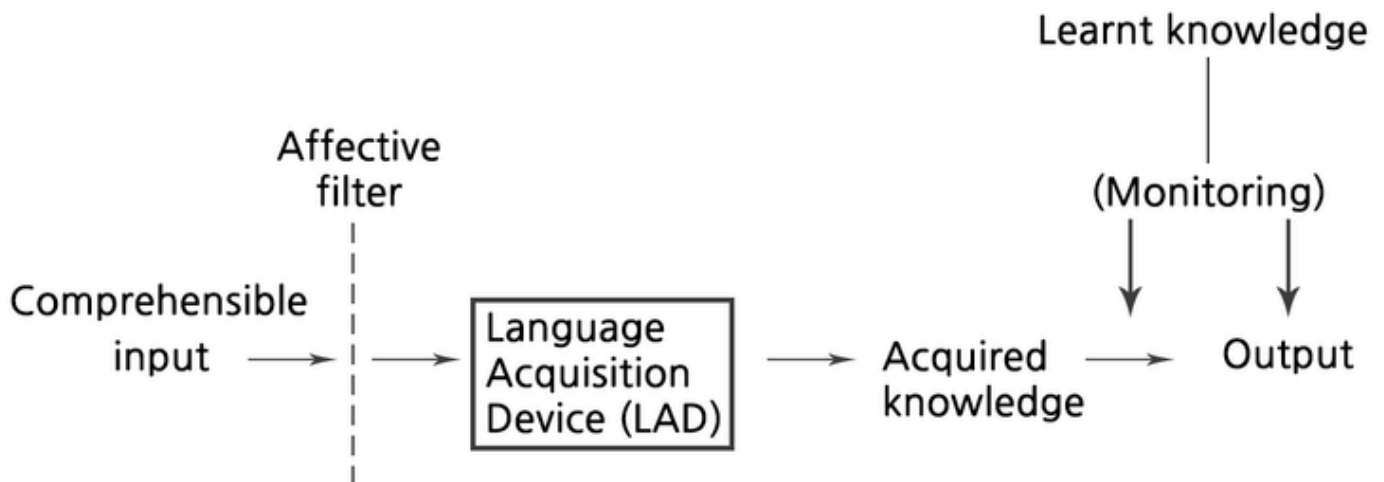 Learnt knowledge
Affective
filter
(Monitoring)
Comprehensible
input
Language
Acquisition
Device (LAD)
Acquired
knowledge
Output